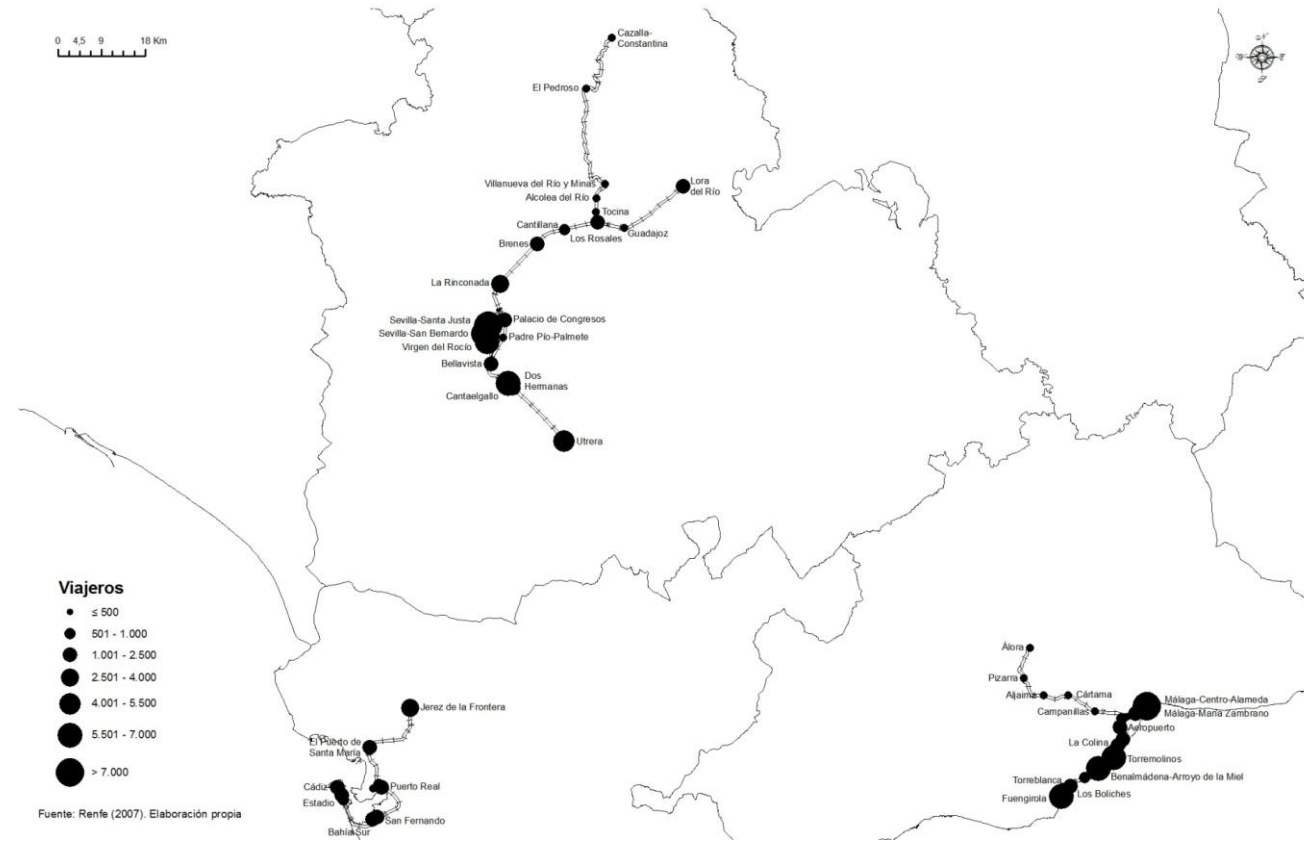 0 4,5 9 18 Km
Cazalla-
Constantina
El Pedroso
Villanueva del Río y Minas
Lora
del Río
Alcolea del Río
Tocina
Cantillana
Los Rosales
Guadajoz
Brenes
La Rinconada
Sevilla-Santa Justa
Palacio de Congresos
Sevilla-San Bernardo
Padre Pío-Palmete
Virgen del Rocío
Bellavista
Dos
Hermanas
Cantaelgallo
Utrera
Viajeros
≤ 500
501 - 1.000
1.001 - 2.500
2.501 - 4.000
4.001 - 5.500
5.501 - 7.000
> 7.000
Fuente: Renfe (2007). Elaboración propia
Jerez de la Frontera
El Puerto de
Santa María
Cádiz
Puerto Real
Estadio
San Fernando
Bahía Sur
Álora
Pizarra
Aljaima
Cártama
Campanillas
Málaga-Centro-Alameda
Málaga-María Zambrano
Aeropuerto
La Colina
Torremolinos
Benalmádena-Arroyo de la Miel
Torreblanca
Los Boliches
Fuengirola